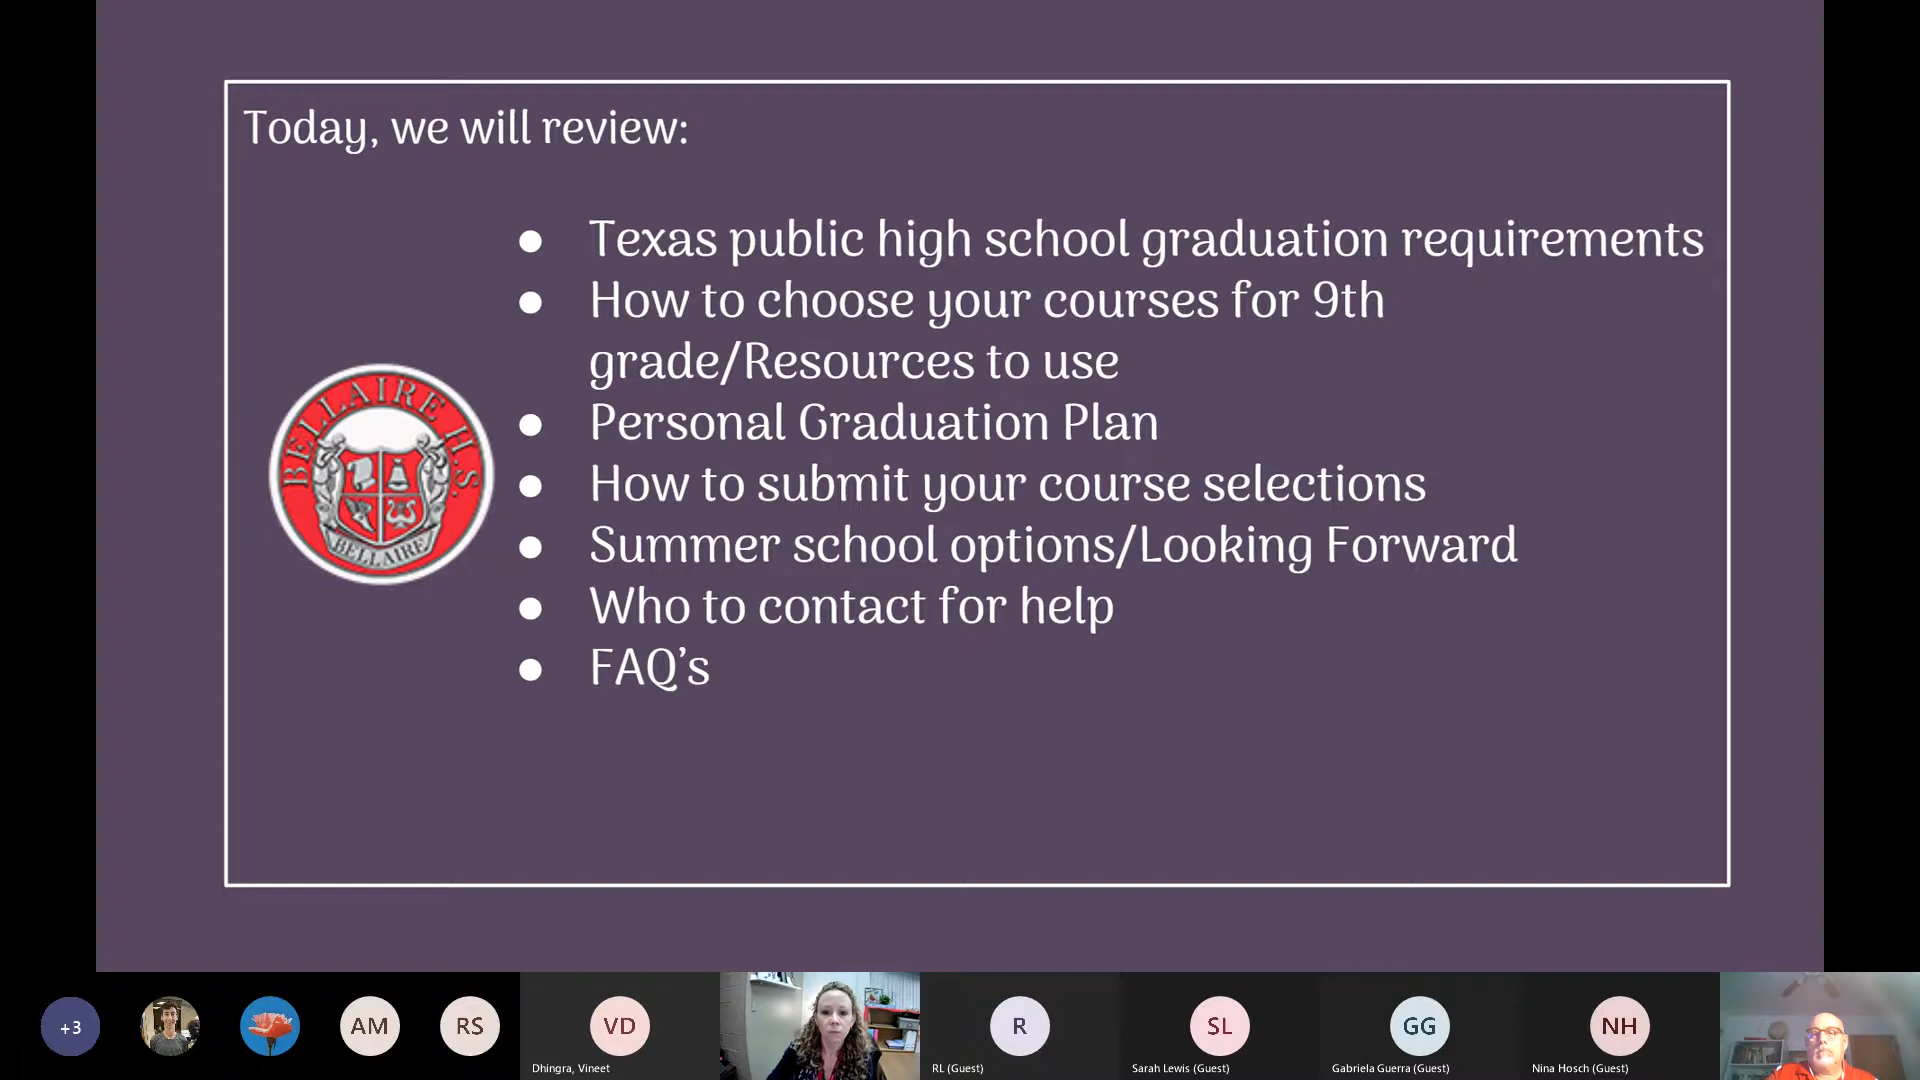 Today, we will review:
● Texas public high school graduation requirements
● How to choose your courses for 9th
grade/Resources to use
● Personal Graduation Plan
● How to submit your course selections
● Summer school options/Looking Forward
● Who to contact for help
● FAQ's
BELLAIRE H.S.
BELLAIRE
+3
AM
RS
VD
R
SL
GG
NH
Dhingra, Vineet
RL (Guest)
Sarah Lewis (Guest)
Gabriela Guerra (Guest)
Nina Hosch (Guest)